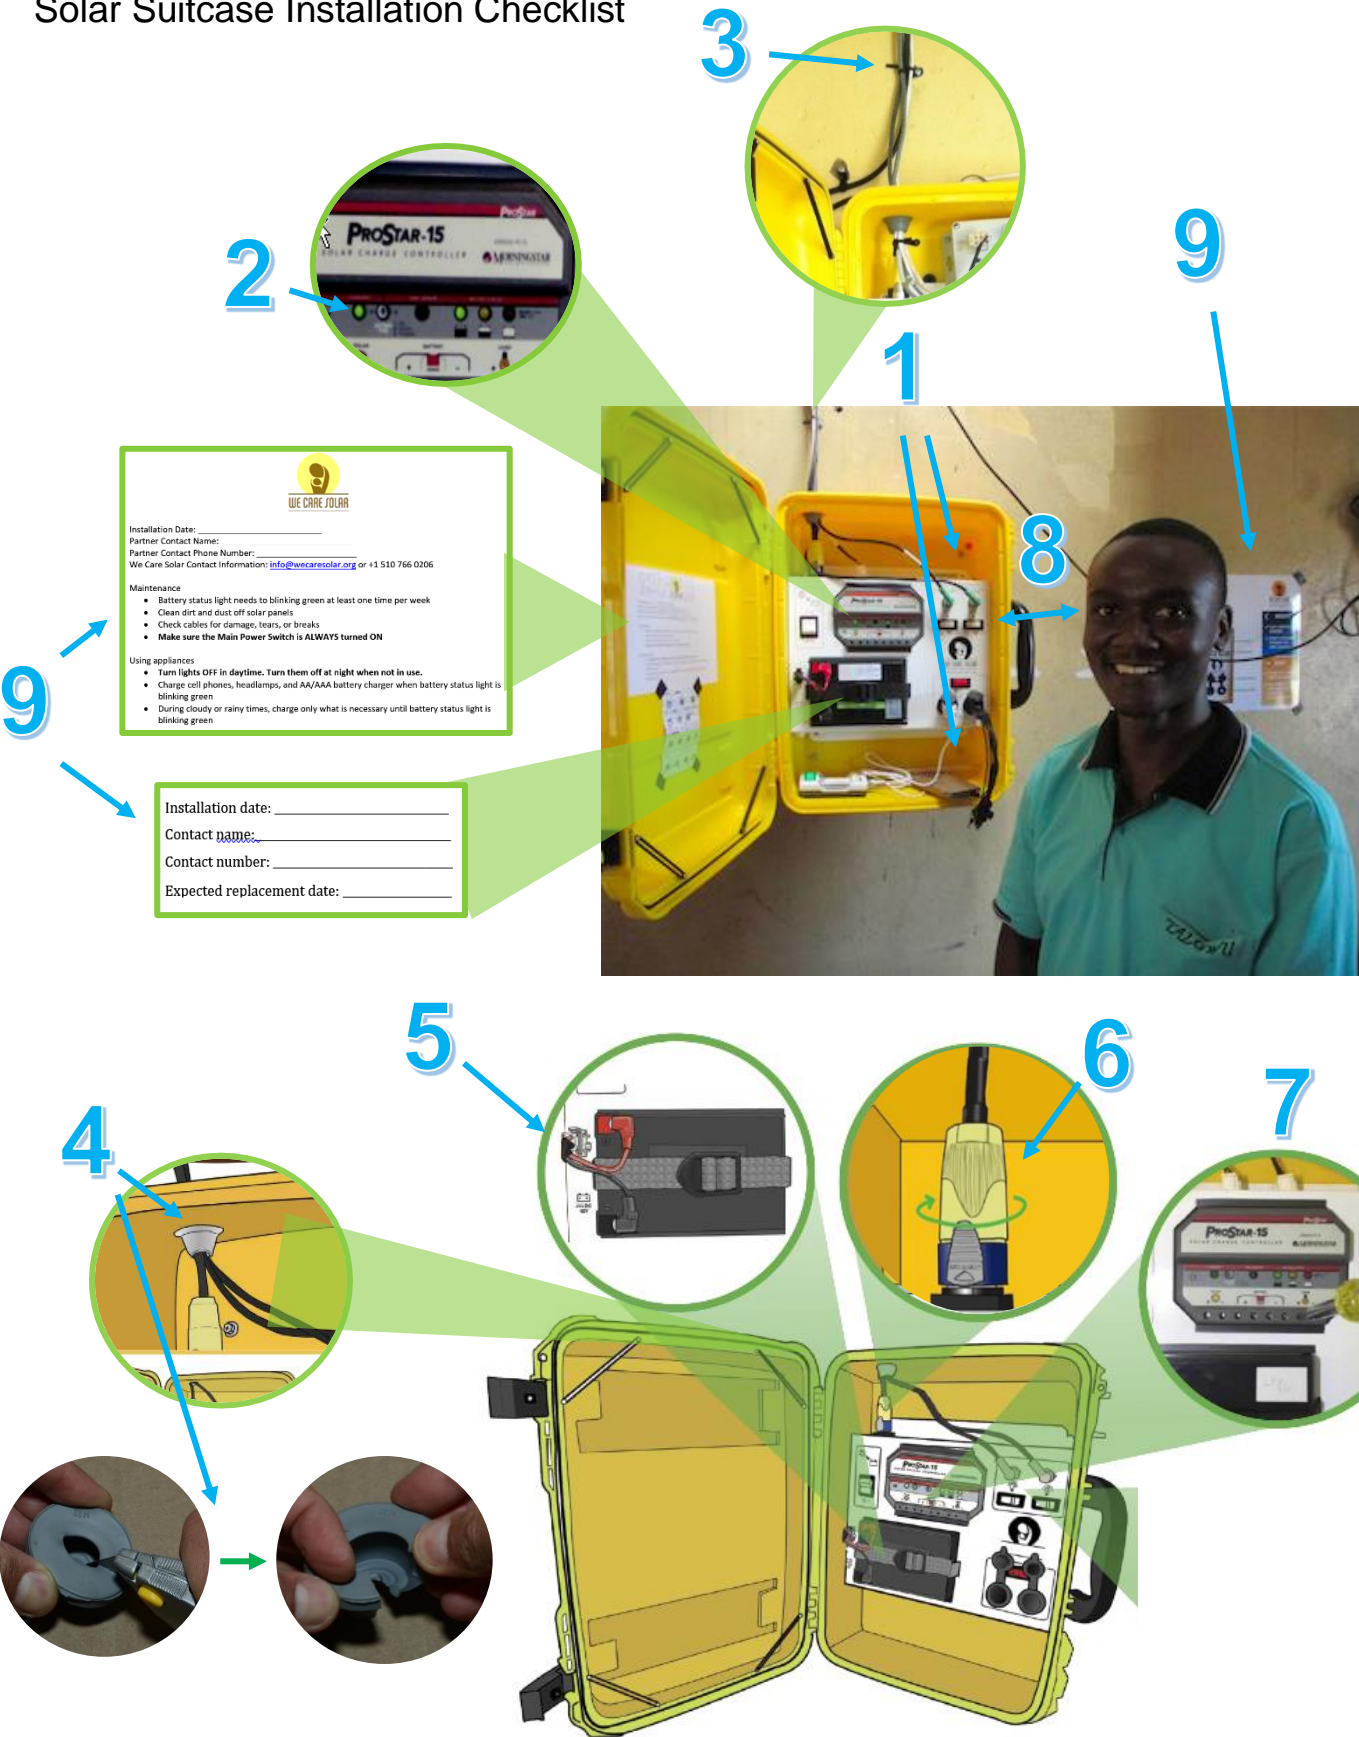 Solar Suitcase Installation Checklist
3
2
PROSTAR-15
SOLAR CHARGE CONTROLLER
MORNINGSTAR
9
1
8
WE CARE SOLAR
Installation Date:
Partner Contact Name:
Partner Contact Phone Number:
We Care Solar Contact Information: info@wecaresolar.org or +1 510 766 0206
Maintenance
• Battery status light needs to blinking green at least one time per week
• Clean dirt and dust off solar panels
• Check cables for damage, tears, or breaks
• Make sure the Main Power Switch is ALWAYS turned ON
Using appliances
• Turn lights OFF in daytime. Turn them off at night when not in use.
• Charge cell phones, headlamps, and AA/AAA battery charger when battery status light is
blinking green
• During cloudy or rainy times, charge only what is necessary until battery status light is
blinking green
9
Installation date:
Contact name:
Contact number:
Expected replacement date:
5
6
7
4
PROSTAR-15
SOLAR CHARGE CONTROLLER
MORNINGSTAR
PROSTAR-15